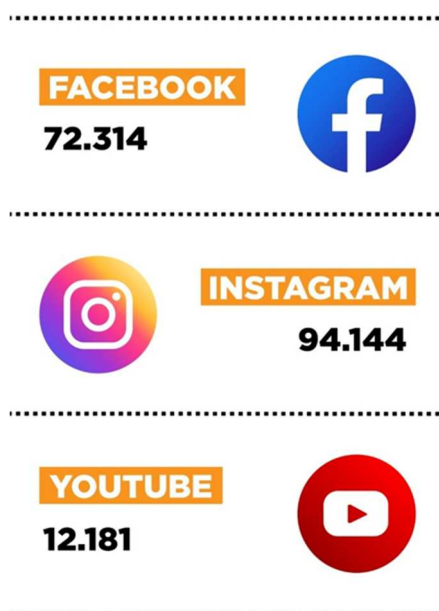 FACEBOOK
72.314
INSTAGRAM
94.144
YOUTUBE
12.181